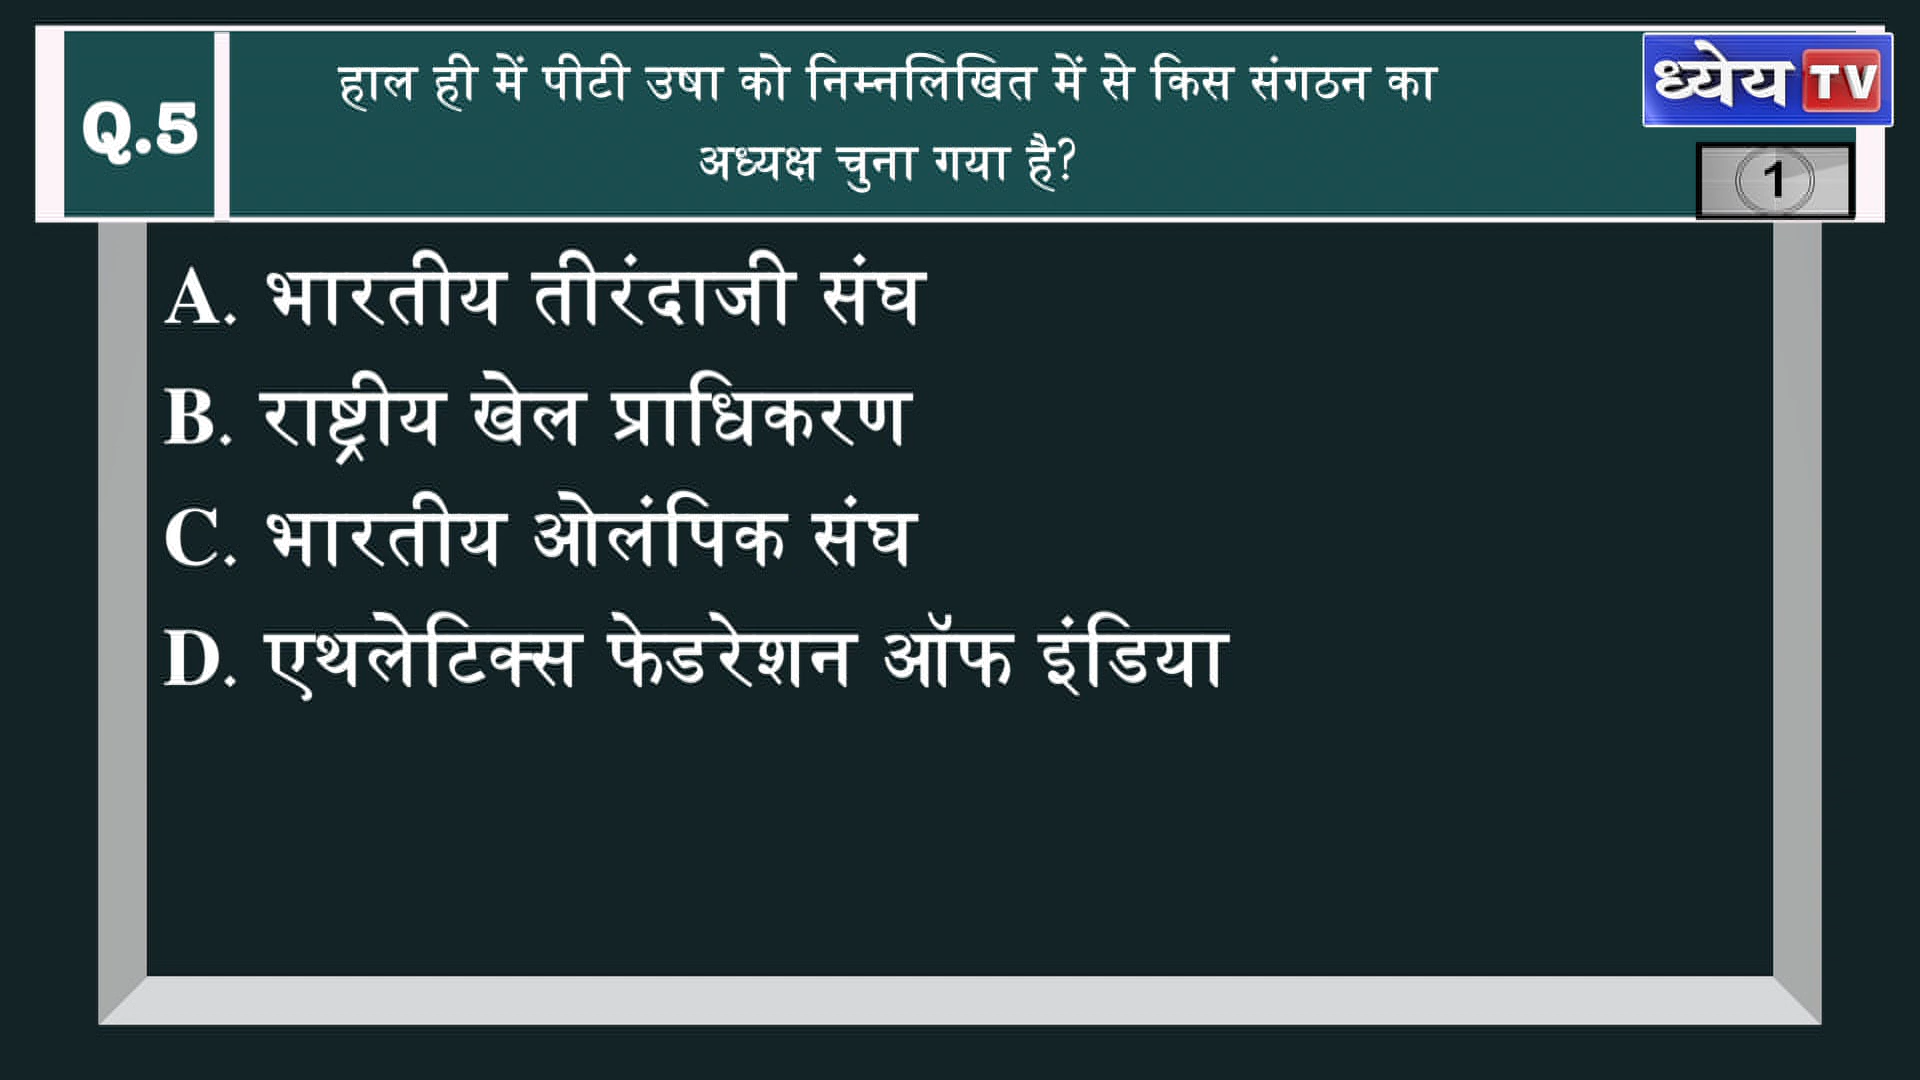 Q.5
हाल ही में पीटी उषा को निम्नलिखित में से किस संगठन का
अध्यक्ष चुना गया है?
ध्येय TV
1
A. भारतीय तीरंदाजी संघ
B. राष्ट्रीय खेल प्राधिकरण
C. भारतीय ओलंपिक संघ
D. एथलेटिक्स फेडरेशन ऑफ इंडिया